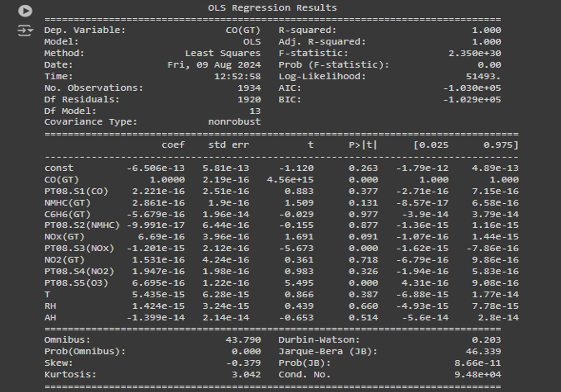 OLS Regression Results
==============================================================================
Dep. Variable: CO(GT) R-squared: 1.000
Model: OLS Adj. R-squared: 1.000
Method: Least Squares F-statistic: 2.350e+30
Date: Fri, 09 Aug 2024 Prob (F-statistic): 0.00
Time: 12:52:58 Log-Likelihood: 51493.
No. Observations: 1934 AIC: -1.030e+05
Df Residuals: 1920 BIC: -1.029e+05
Df Model: 13
Covariance Type: nonrobust
==============================================================================
coef std err t P>|t| [0.025 0.975]
------------------------------------------------------------------------------
const -6.506e-13 5.81e-13 -1.120 0.263 -1.79e-12 4.89e-13
CO(GT) 1.0000 2.19e-16 4.56e+15 0.000 1.000 1.000
PT08.S1(CO) 2.221e-16 2.51e-16 0.883 0.377 -2.71e-16 7.15e-16
NMHC(GT) 2.861e-16 1.9e-16 1.509 0.131 -8.57e-17 6.58e-16
C6H6(GT) -5.679e-16 1.96e-14 -0.029 0.977 -3.9e-14 3.79e-14
PT08.S2(NMHC) -9.991e-17 6.44e-16 -0.155 0.877 -1.36e-15 1.16e-15
NOx(GT) 6.69e-16 3.96e-16 1.691 0.091 -1.07e-16 1.44e-15
PT08.S3(NOx) -1.201e-15 2.12e-16 -5.673 0.000 -1.62e-15 -7.86e-16
NO2(GT) 1.531e-16 4.24e-16 0.361 0.718 -6.79e-16 9.86e-16
PT08.S4(NO2) 1.947e-16 1.98e-16 0.983 0.326 -1.94e-16 5.83e-16
PT08.S5(O3) 6.695e-16 1.22e-16 5.495 0.000 4.31e-16 9.08e-16
T 5.435e-15 6.28e-15 0.866 0.387 -6.88e-15 1.77e-14
RH 1.424e-15 3.24e-15 0.439 0.660 -4.93e-15 7.78e-15
AH -1.399e-14 2.14e-14 -0.653 0.514 -5.6e-14 2.8e-14
==============================================================================
Omnibus: 43.790 Durbin-Watson: 0.203
Prob(Omnibus): 0.000 Jarque-Bera (JB): 46.339
Skew: -0.379 Prob(JB): 8.66e-11
Kurtosis: 3.042 Cond. No. 9.48e+04
==============================================================================